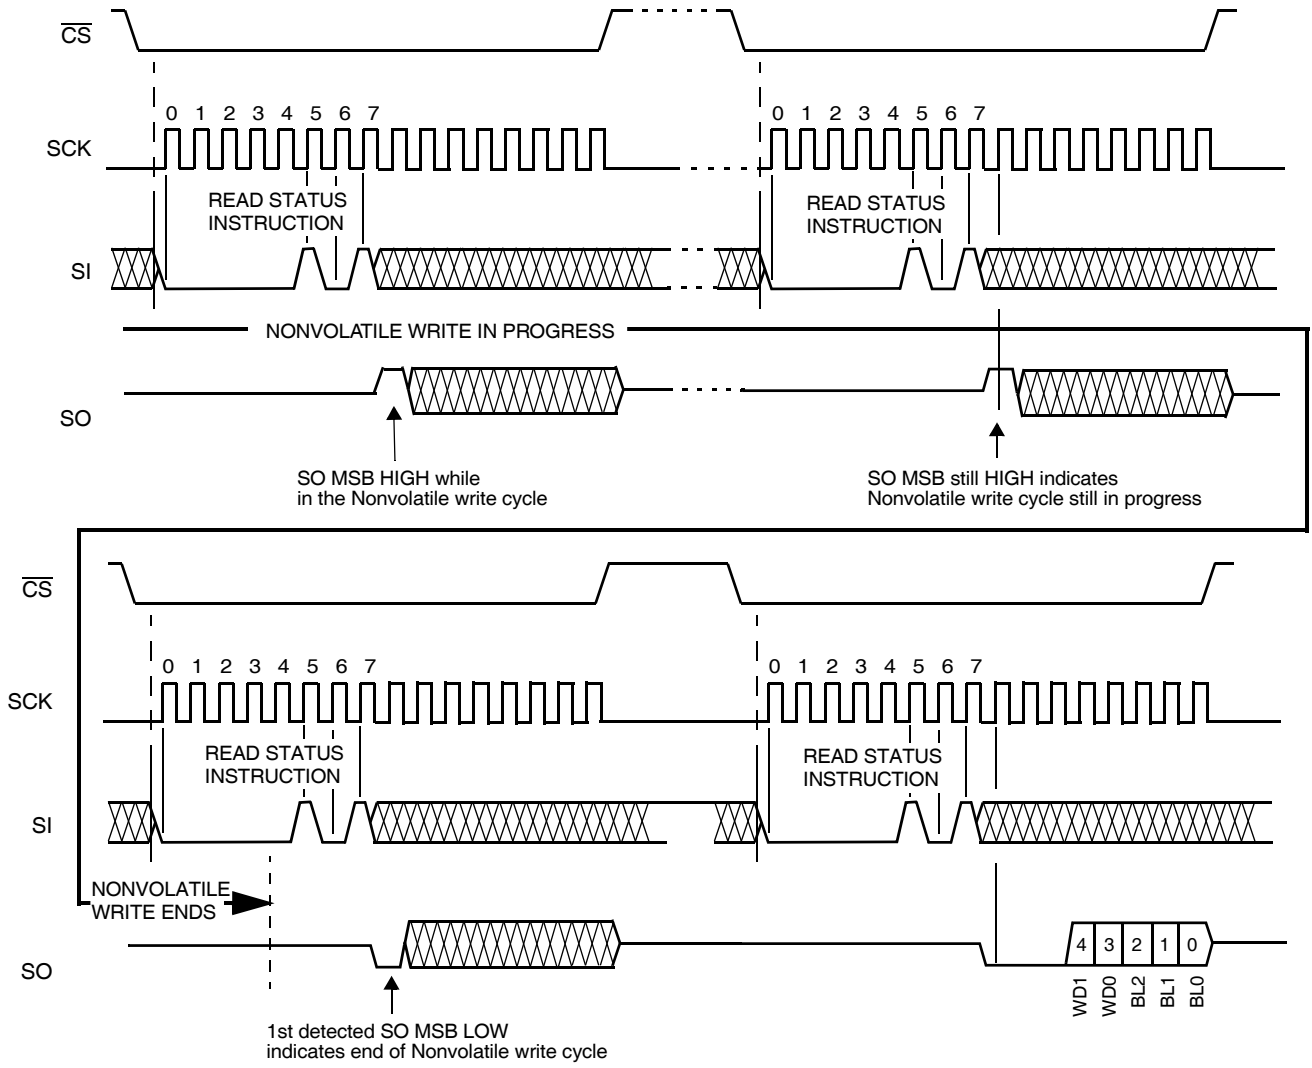 CS
0 1 2 3 4 5 6 7
0 1 2 3 4 5 6 7
SCK
READ STATUS
INSTRUCTION
READ STATUS
INSTRUCTION
SI
NONVOLATILE WRITE IN PROGRESS
SO
SO MSB HIGH while
in the Nonvolatile write cycle
SO MSB still HIGH indicates
Nonvolatile write cycle still in progress
CS
0 1 2 3 4 5 6 7
0 1 2 3 4 5 6 7
SCK
READ STATUS
INSTRUCTION
READ STATUS
INSTRUCTION
SI
NONVOLATILE
WRITE ENDS
SO
4 3 2 1 0
WD1
WD0
BL2
BL1
BL0
1st detected SO MSB LOW
indicates end of Nonvolatile write cycle